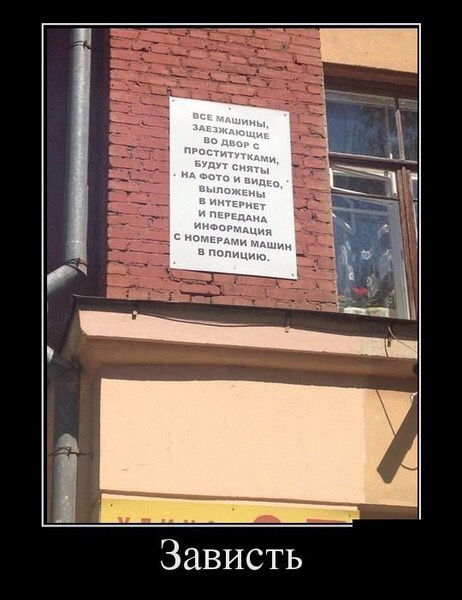 ВСЕ МАШИНЫ,
ЗАЕЗЖАЮЩИЕ
ВО ДВОР С
ПРОСТИТУТКАМИ,
БУДУТ СНЯТЫ
НА ФОТО И ВИДЕО,
ВЫЛОЖЕНЫ
В ИНТЕРНЕТ
И ПЕРЕДАНА
ИНФОРМАЦИЯ
С НОМЕРАМИ МАШИН
В ПОЛИЦИЮ.
Зависть